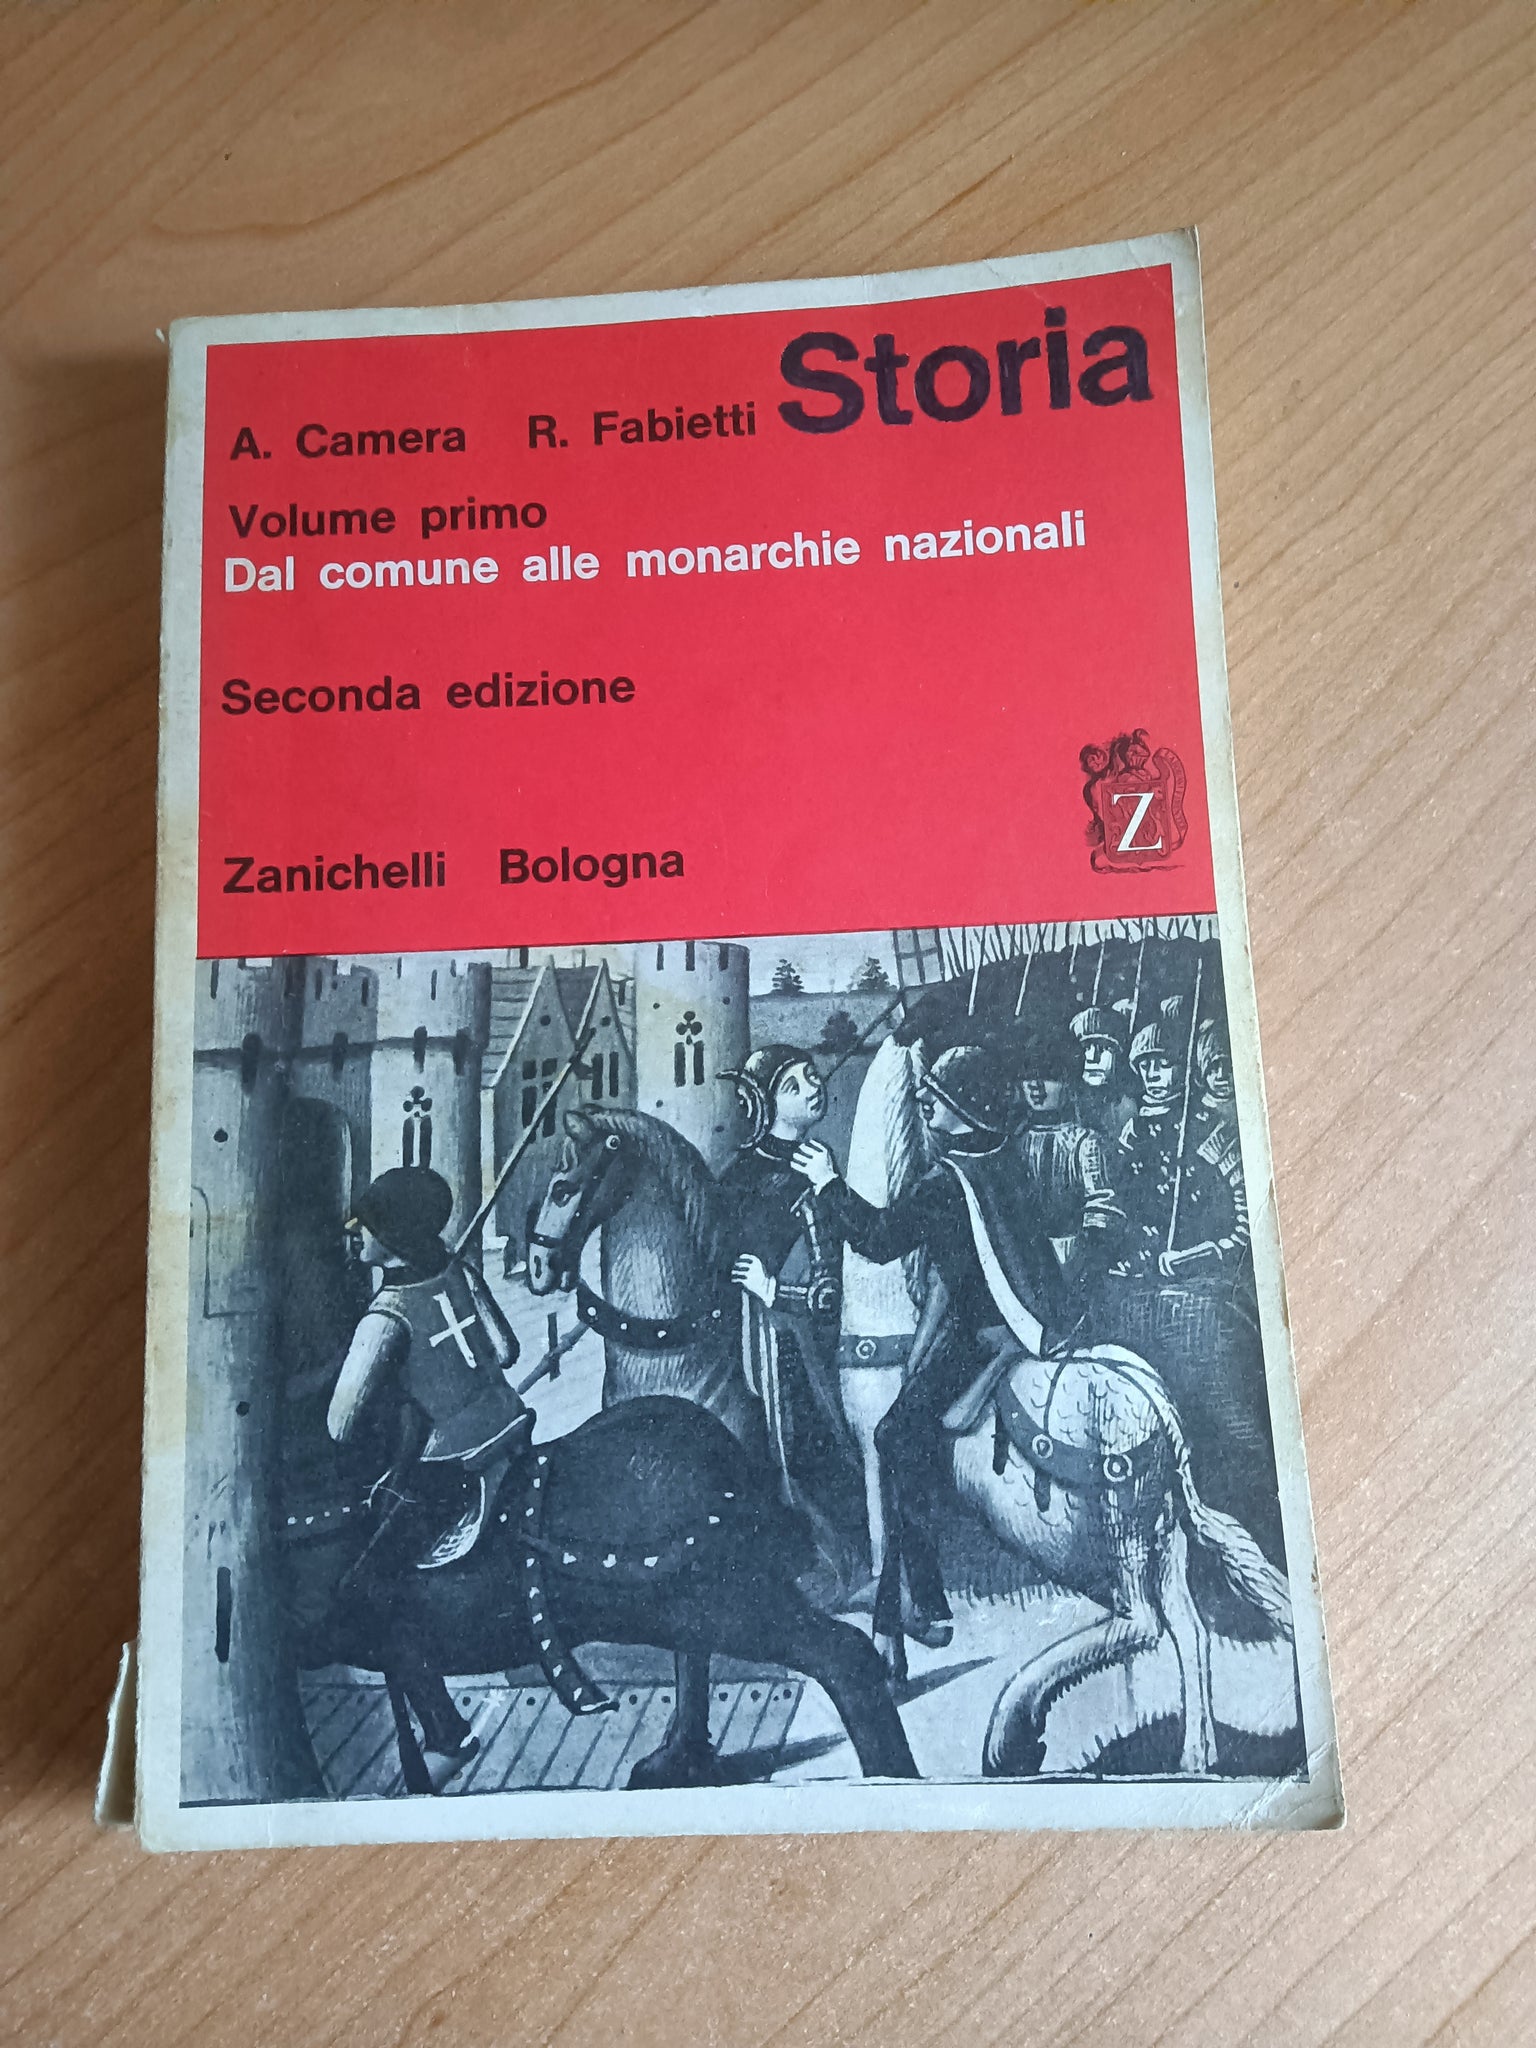 A. Camera R. Fabietti Storia
Volume primo
Dal comune alle monarchie nazionali
Seconda edizione
Z
Zanichelli Bologna